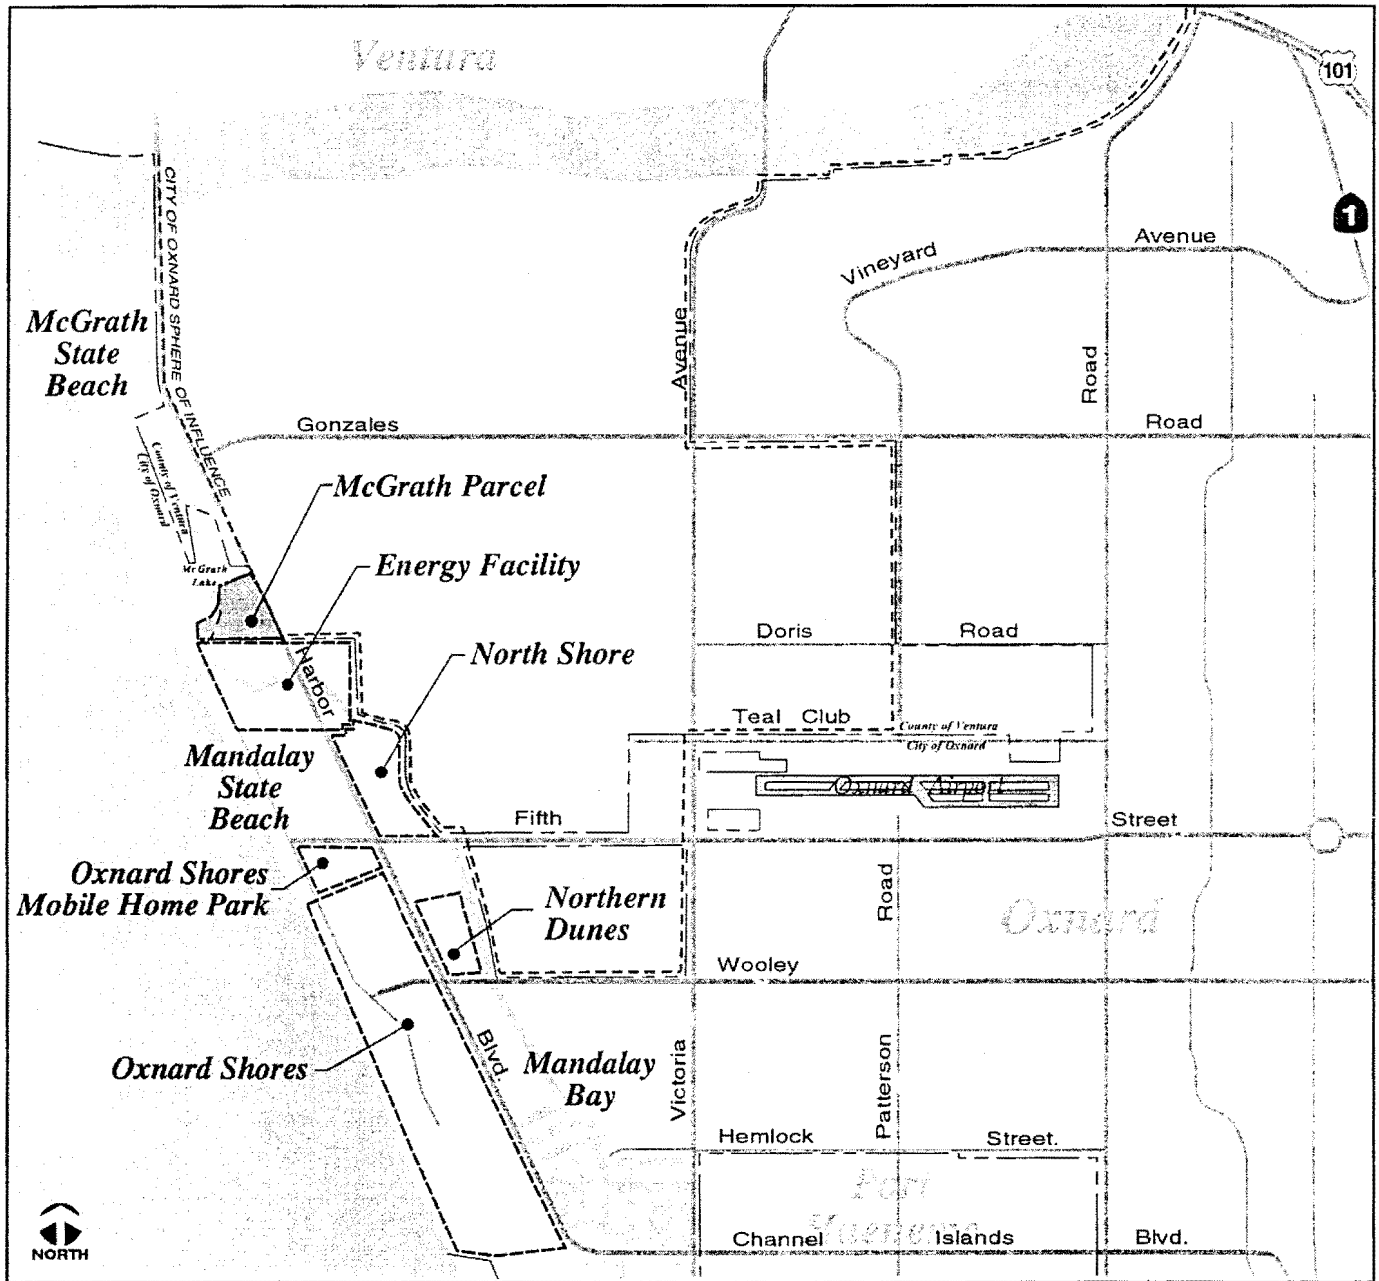 Ventura
101
CITY OF OXNARD SPHERE OF INFLUENCE
1
Avenue
Vineyard
McGrath
State
Beach
Avenue
Road
Gonzales
Road
County of Ventura
City of Oxnard
McGrath Parcel
Energy Facility
McGrath
Lake
Doris
Road
Harbor
North Shore
Teal Club
County of Ventura
City of Oxnard
Mandalay
State
Beach
Oxnard Airport
Fifth
Street
Oxnard Shores
Mobile Home Park
Northern
Dunes
Road
Oxnard
Wooley
Oxnard Shores
Blvd.
Mandalay
Bay
Victoria
Patterson
Hemlock
Street.
Port
Hueneme
Channel
Islands
Blvd.
NORTH